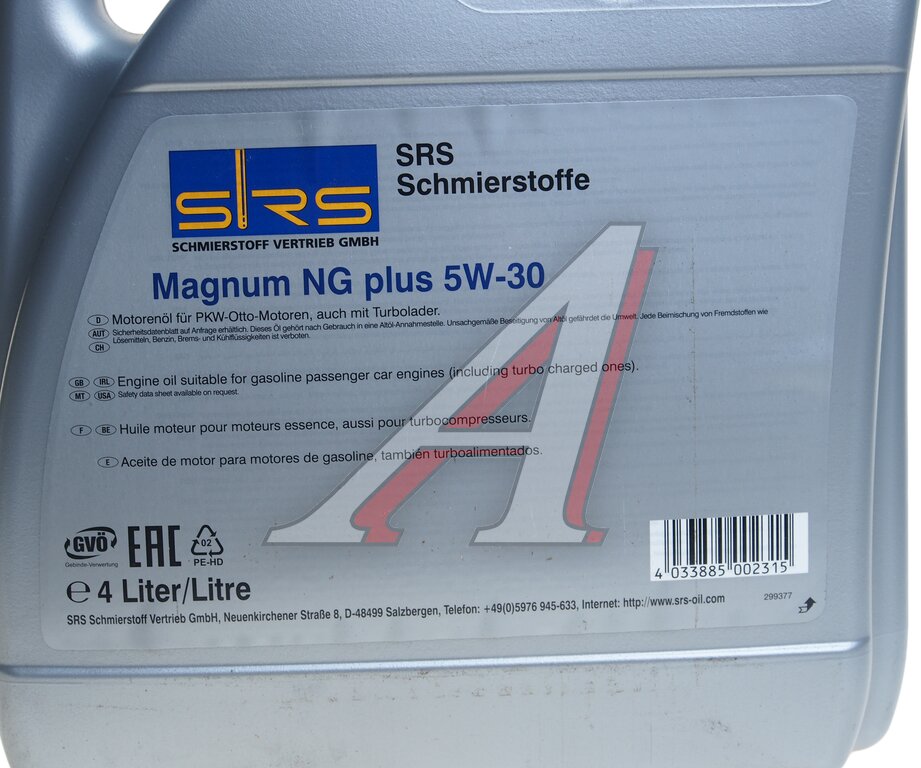 SRS
SCHMIERSTOFF VERTRIEB GMBH
SRS
Schmierstoffe
Magnum NG plus 5W-30
D Motorenöl für PKW-Otto-Motoren, auch mit Turbolader.
AUT Sicherheitsdatenblatt auf Anfrage erhältlich. Dieses Öl gehört nach Gebrauch in eine Altöl-Annahmestelle. Unsachgemäße Beseitigung von Altöl gefährdet die Umwelt. Jede Beimischung von Fremdstoffen wie
CH Lösemitteln, Benzin, Brems- und Kühlflüssigkeiten ist verboten.
GB IRL Engine oil suitable for gasoline passenger car engines (including turbo charged ones).
MT USA Safety data sheet available on request.
F BE Huile moteur pour moteurs essence, aussi pour turbocompresseurs.
E Aceite de motor para motores de gasoline, también turboalimentados.
GVÖ
Gebinde-Verwertung
EAC
02
PE-HD
℮ 4 Liter/Litre
SRS Schmierstoff Vertrieb GmbH, Neuenkirchener Straße 8, D-48499 Salzbergen, Telefon: +49(0)5976 945-633, Internet: http://www.srs-oil.com
4 033885 002315
299377